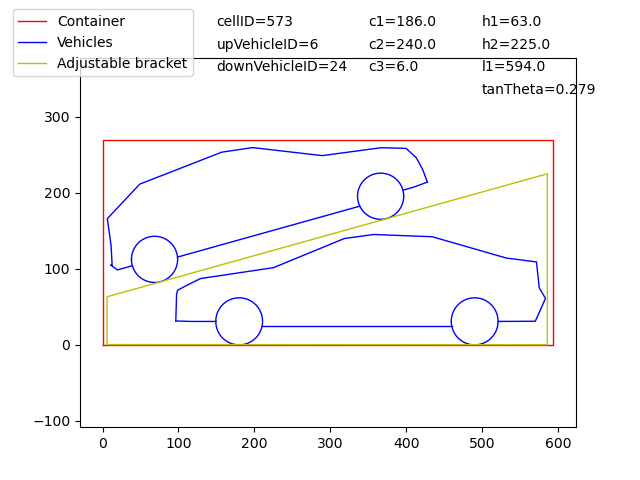 Container
Vehicles
Adjustable bracket
cellID=573
upVehicleID=6
downVehicleID=24
c1=186.0
c2=240.0
c3=6.0
h1=63.0
h2=225.0
l1=594.0
tanTheta=0.279
300
200
100
0
−100
0 100 200 300 400 500 600